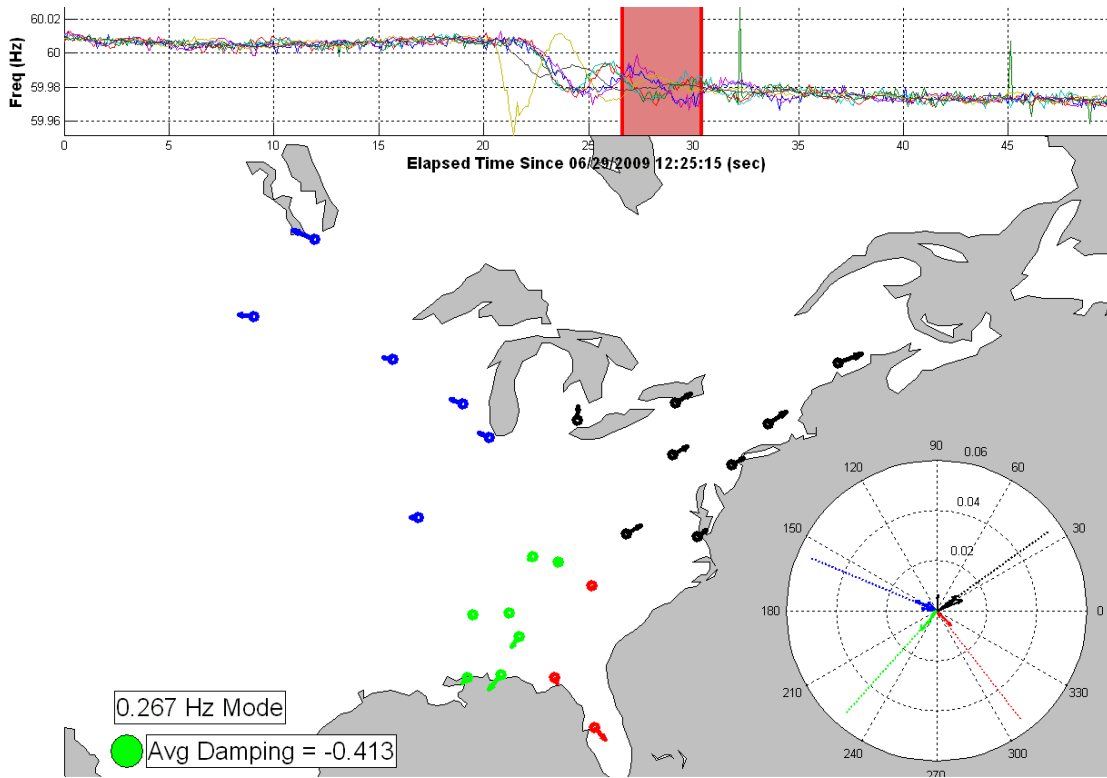 60.02
60
59.98
59.96
Freq (Hz)
0 5 10 15 20 25 30 35 40 45
Elapsed Time Since 06/29/2009 12:25:15 (sec)
90 0.06
120 60
0.04
150 30
0.02
180 0
210 330
240 300
270
0.267 Hz Mode
Avg Damping = -0.413